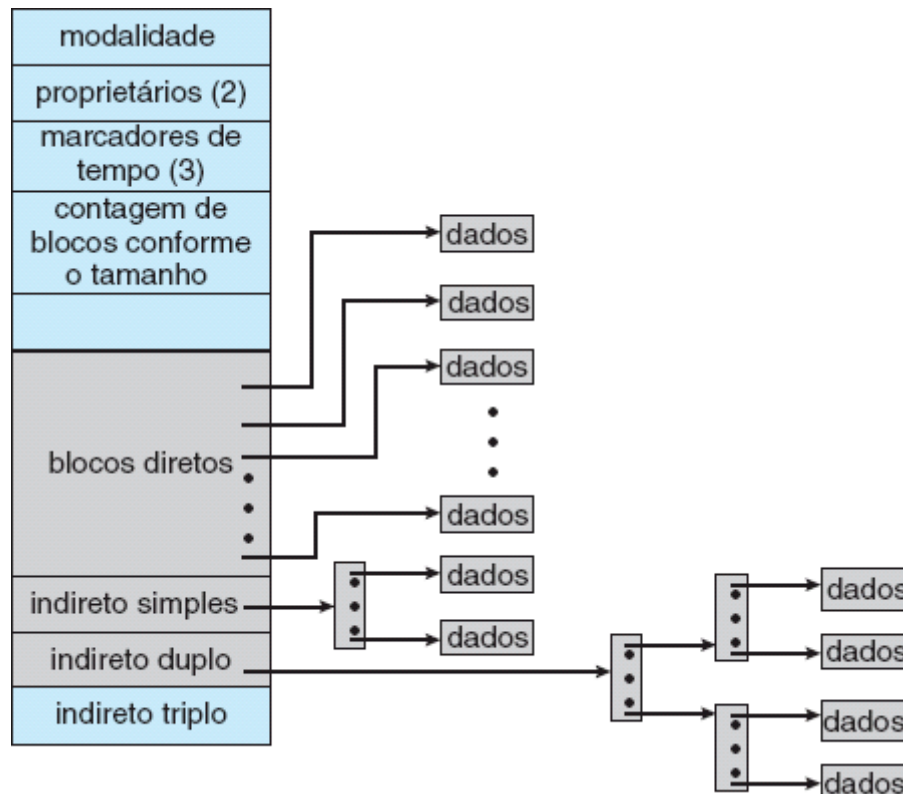 modalidade
proprietários (2)
marcadores de
tempo (3)
contagem de
blocos conforme
o tamanho
blocos diretos
indireto simples
indireto duplo
indireto triplo
dados
dados
dados
dados
dados
dados
dados
dados
dados
dados